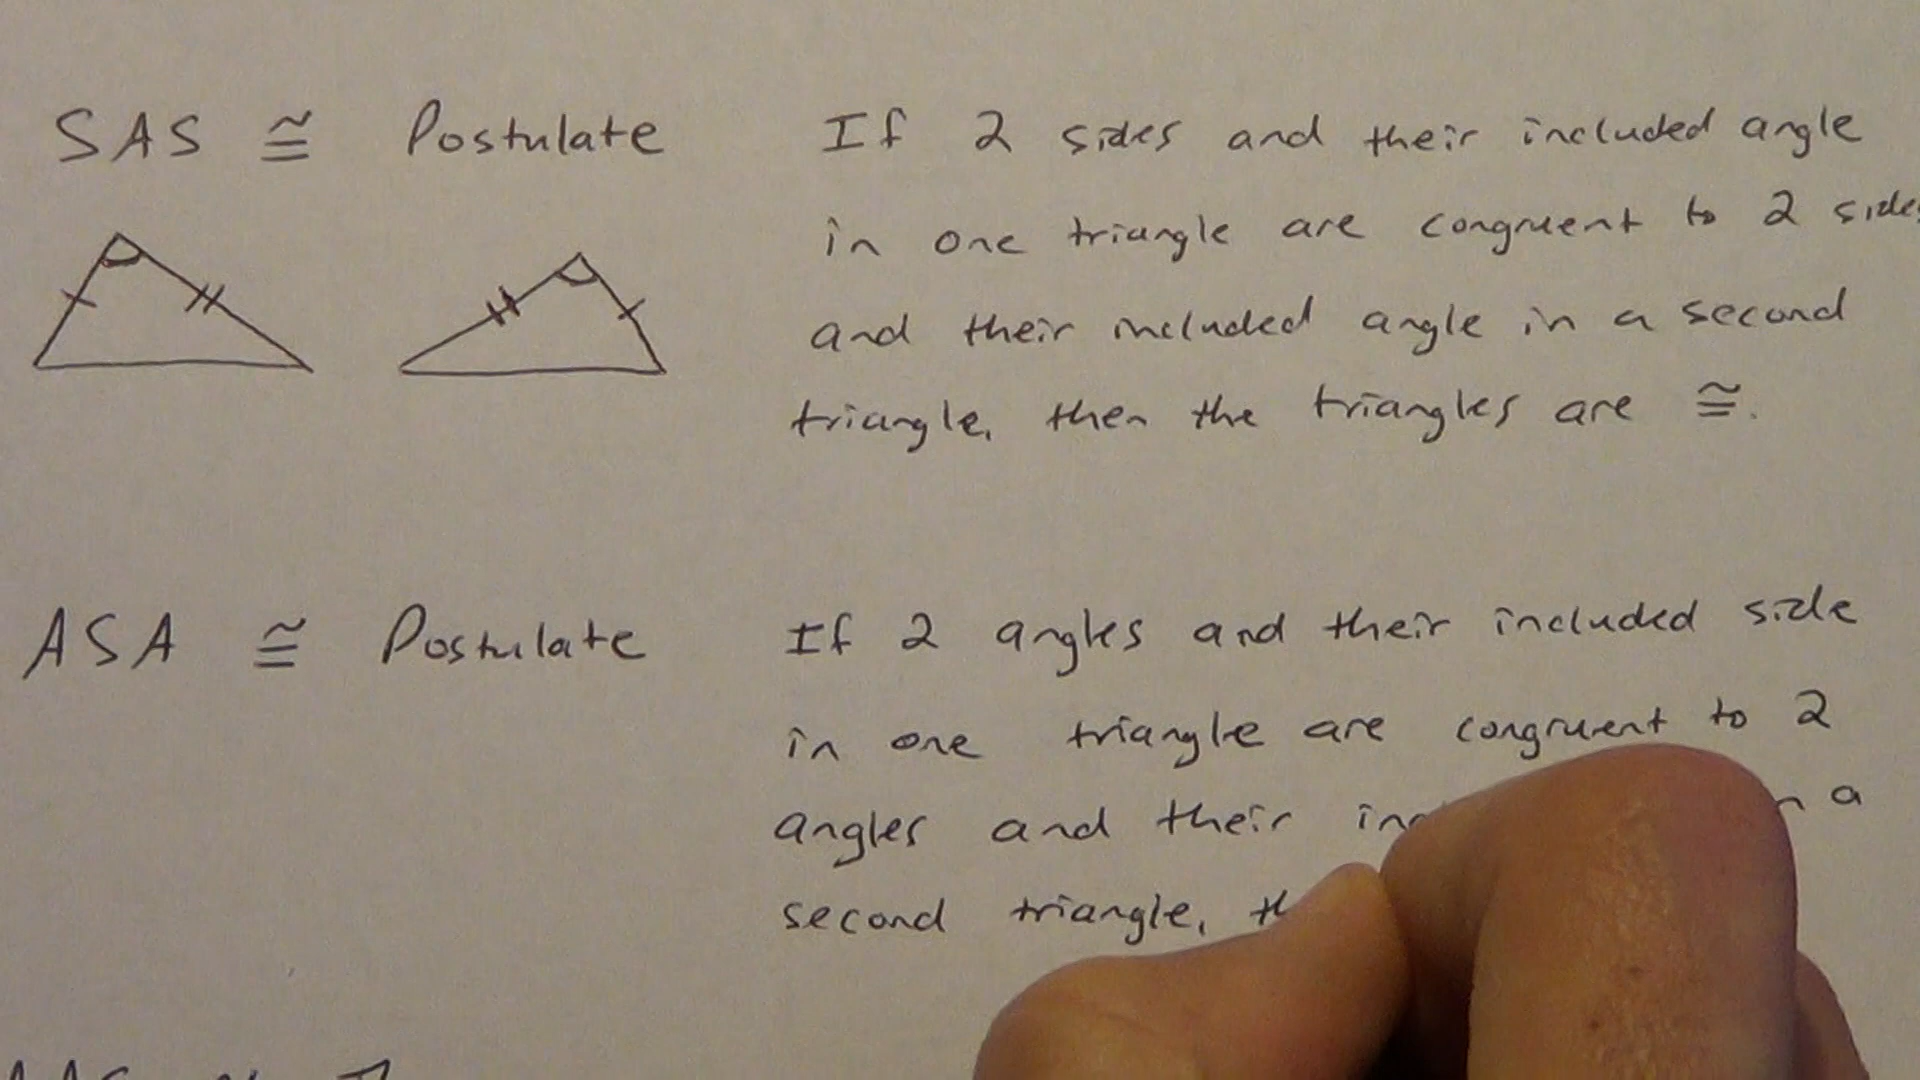 SAS ≅ Postulate
If 2 sides and their included angle
in one triangle are congruent to 2 sides
and their included angle in a second
triangle, then the triangles are ≅.
ASA ≅ Postulate
If 2 angles and their included side
in one triangle are congruent to 2
angles and their a
second triangle,